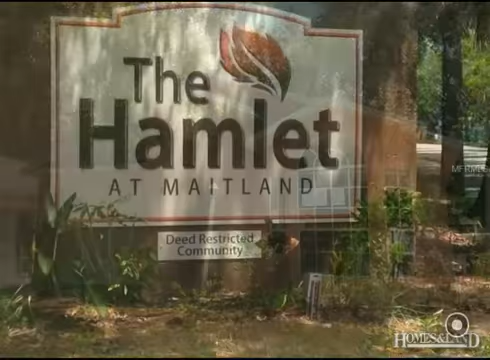 The
Hamlet
AT MAITLAND
Deed Restricted
Community
HOMES&LAND